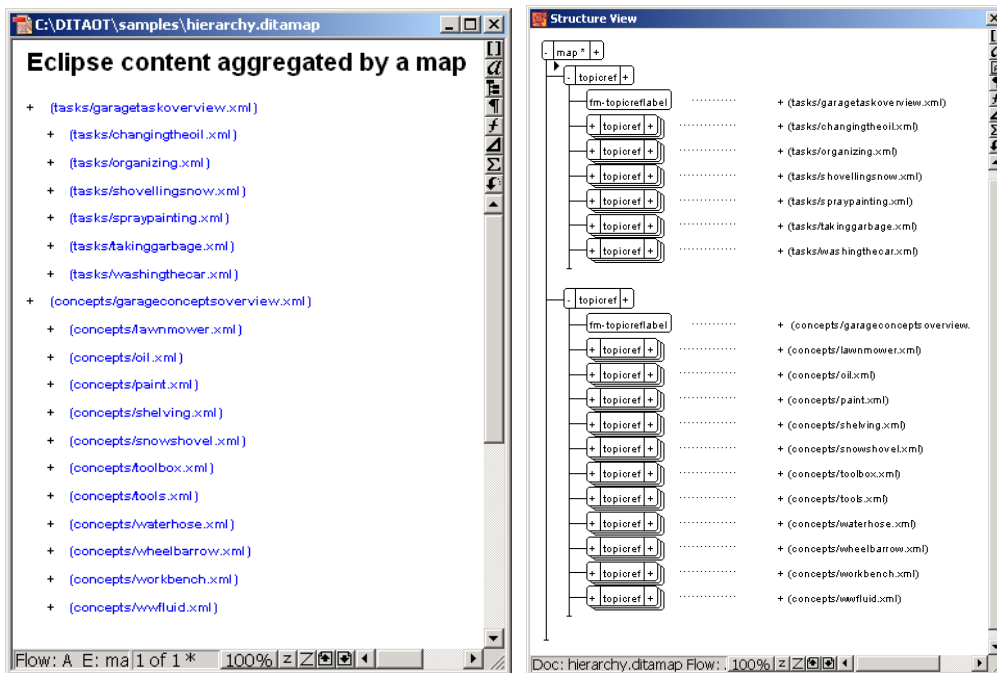 C:\DITAOT\samples\hierarchy.ditamap
Eclipse content aggregated by a map
+ (tasks/garagetaskoverview.xml)
+ (tasks/changingtheoil.xml)
+ (tasks/organizing.xml)
+ (tasks/shovellingsnow.xml)
+ (tasks/spraypainting.xml)
+ (tasks/takinggarbage.xml)
+ (tasks/washingthecar.xml)
+ (concepts/garageconceptsoverview.xml)
+ (concepts/lawnmower.xml)
+ (concepts/oil.xml)
+ (concepts/paint.xml)
+ (concepts/shelving.xml)
+ (concepts/snowshovel.xml)
+ (concepts/toolbox.xml)
+ (concepts/tools.xml)
+ (concepts/waterhose.xml)
+ (concepts/wheelbarrow.xml)
+ (concepts/workbench.xml)
+ (concepts/wwfluid.xml)
Flow: A E: ma 1 of 1 * 100% z Z
Structure View
- map * +
- topicref +
fm-topicreflabel ·········· + (tasks/garagetaskoverview.xml)
+ topicref + ·········· + (tasks/changingtheoil.xml)
+ topicref + ·········· + (tasks/organizing.xml)
+ topicref + ·········· + (tasks/shovellingsnow.xml)
+ topicref + ·········· + (tasks/spraypainting.xml)
+ topicref + ·········· + (tasks/takinggarbage.xml)
+ topicref + ·········· + (tasks/washingthecar.xml)
- topicref +
fm-topicreflabel ·········· + (concepts/garageconceptsoverview.
+ topicref + ·········· + (concepts/lawnmower.xml)
+ topicref + ·········· + (concepts/oil.xml)
+ topicref + ·········· + (concepts/paint.xml)
+ topicref + ·········· + (concepts/shelving.xml)
+ topicref + ·········· + (concepts/snowshovel.xml)
+ topicref + ·········· + (concepts/toolbox.xml)
+ topicref + ·········· + (concepts/tools.xml)
+ topicref + ·········· + (concepts/waterhose.xml)
+ topicref + ·········· + (concepts/wheelbarrow.xml)
+ topicref + ·········· + (concepts/workbench.xml)
+ topicref + ·········· + (concepts/wwfluid.xml)
Doc: hierarchy.ditamap Flow: . 100% z Z